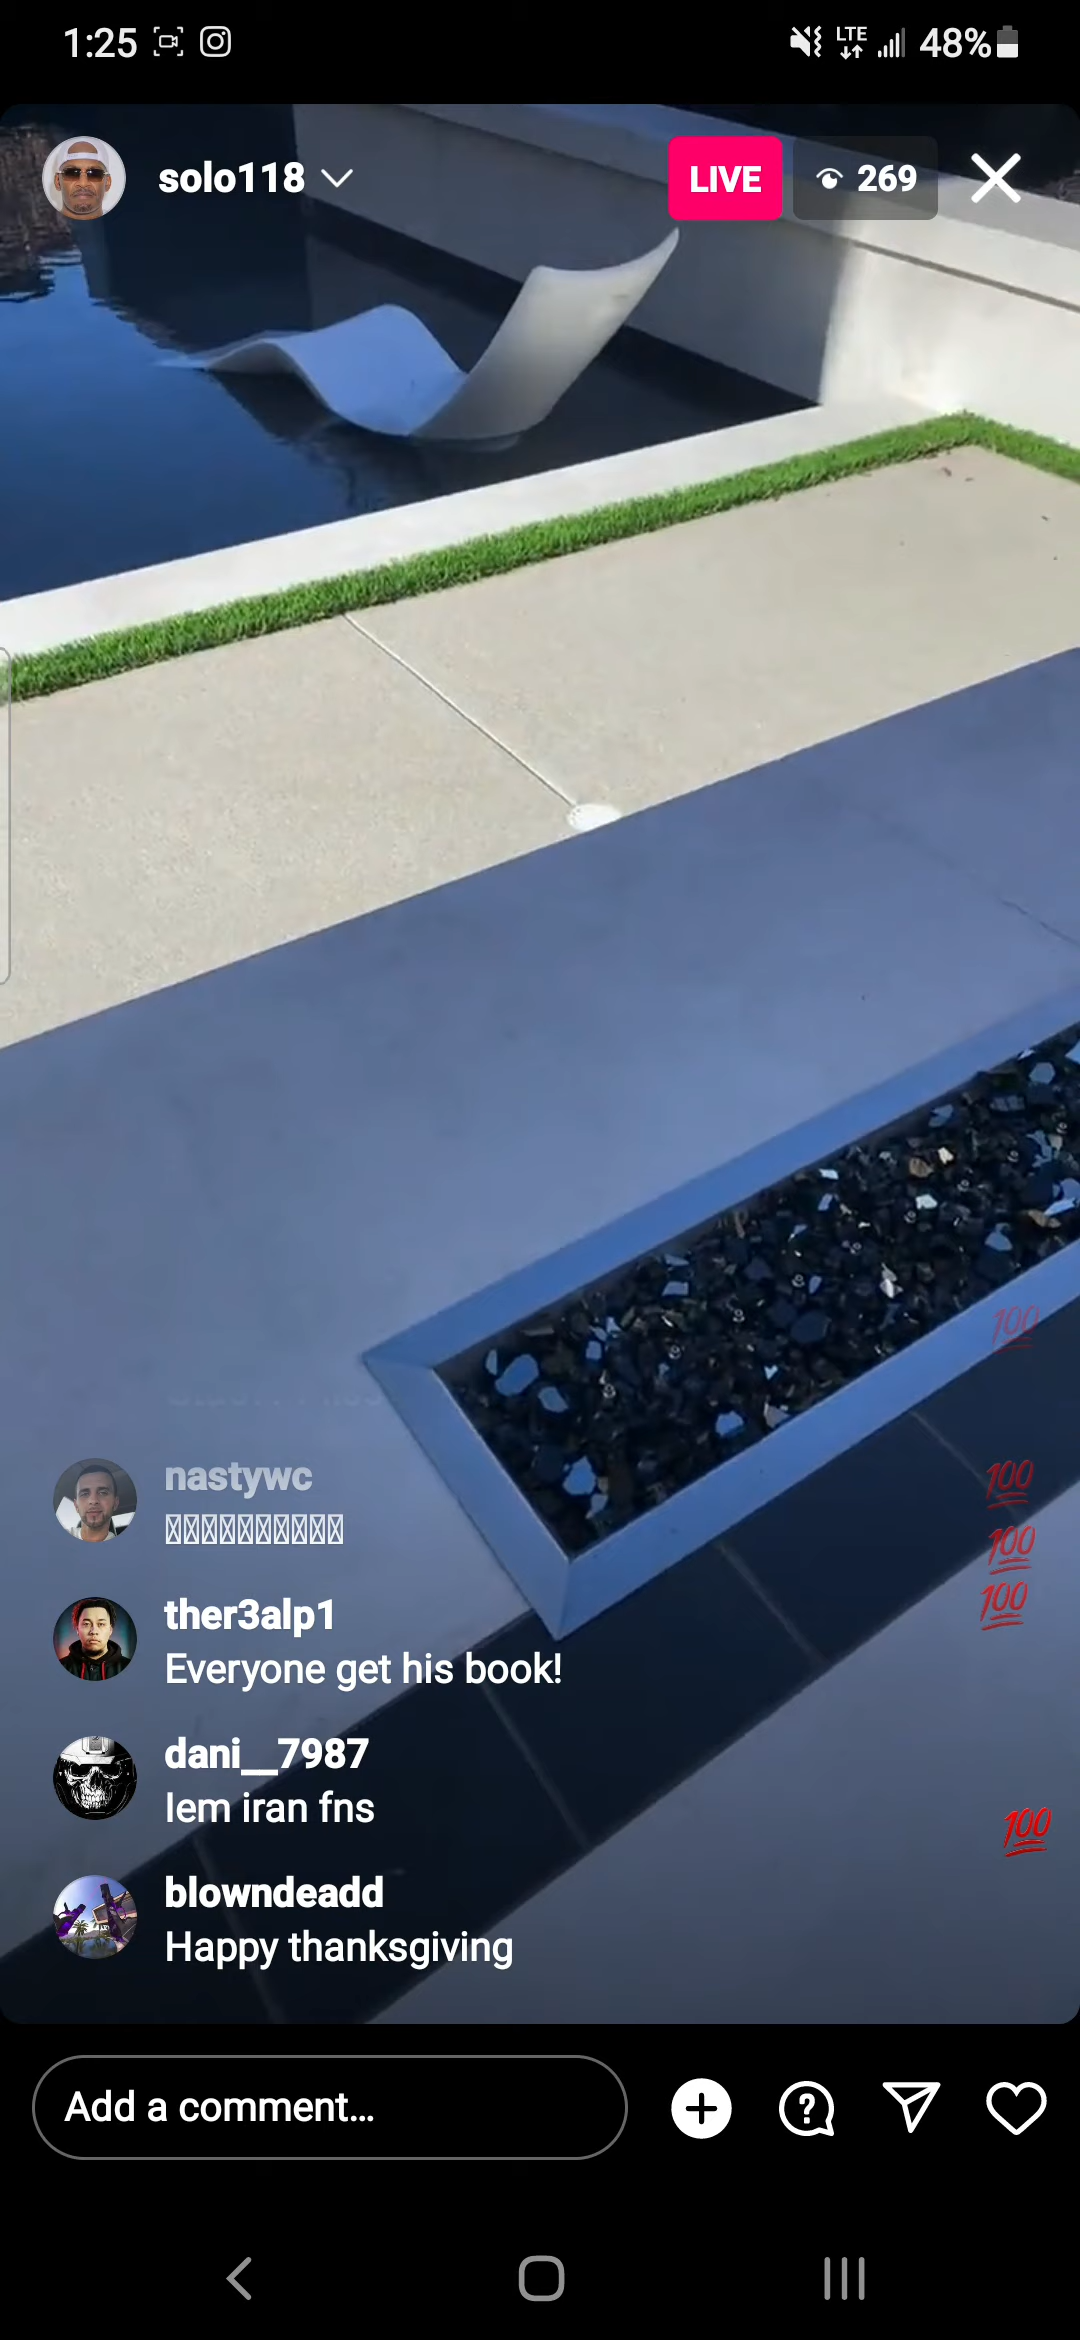 1:25
LTE
48%
solo118
LIVE
269
nastywc
ther3alp1
Everyone get his book!
dani__7987
lem iran fns
blowndeadd
Happy thanksgiving
Add a comment...
100
100
100
100
100